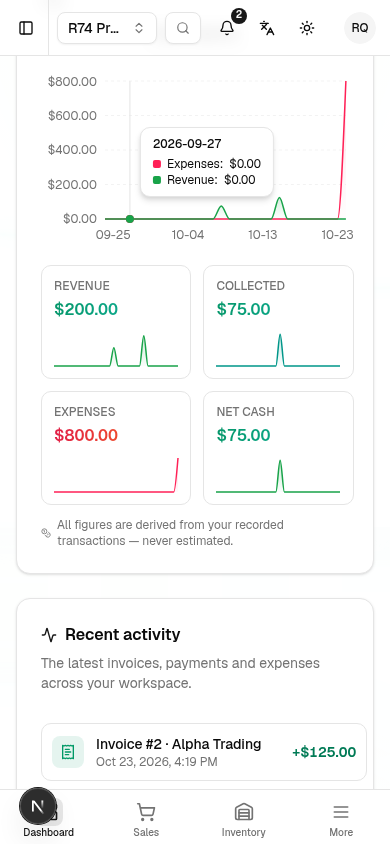 R74 Pr...
2
RQ
$800.00
$600.00
$400.00
$200.00
$0.00
2026-09-27
Expenses: $0.00
Revenue: $0.00
09-25 10-04 10-13 10-23
REVENUE
$200.00
COLLECTED
$75.00
EXPENSES
$800.00
NET CASH
$75.00
All figures are derived from your recorded
transactions — never estimated.
Recent activity
The latest invoices, payments and expenses
across your workspace.
Invoice #2 · Alpha Trading
Oct 23, 2026, 4:19 PM
+$125.00
N
Dashboard
Sales
Inventory
More